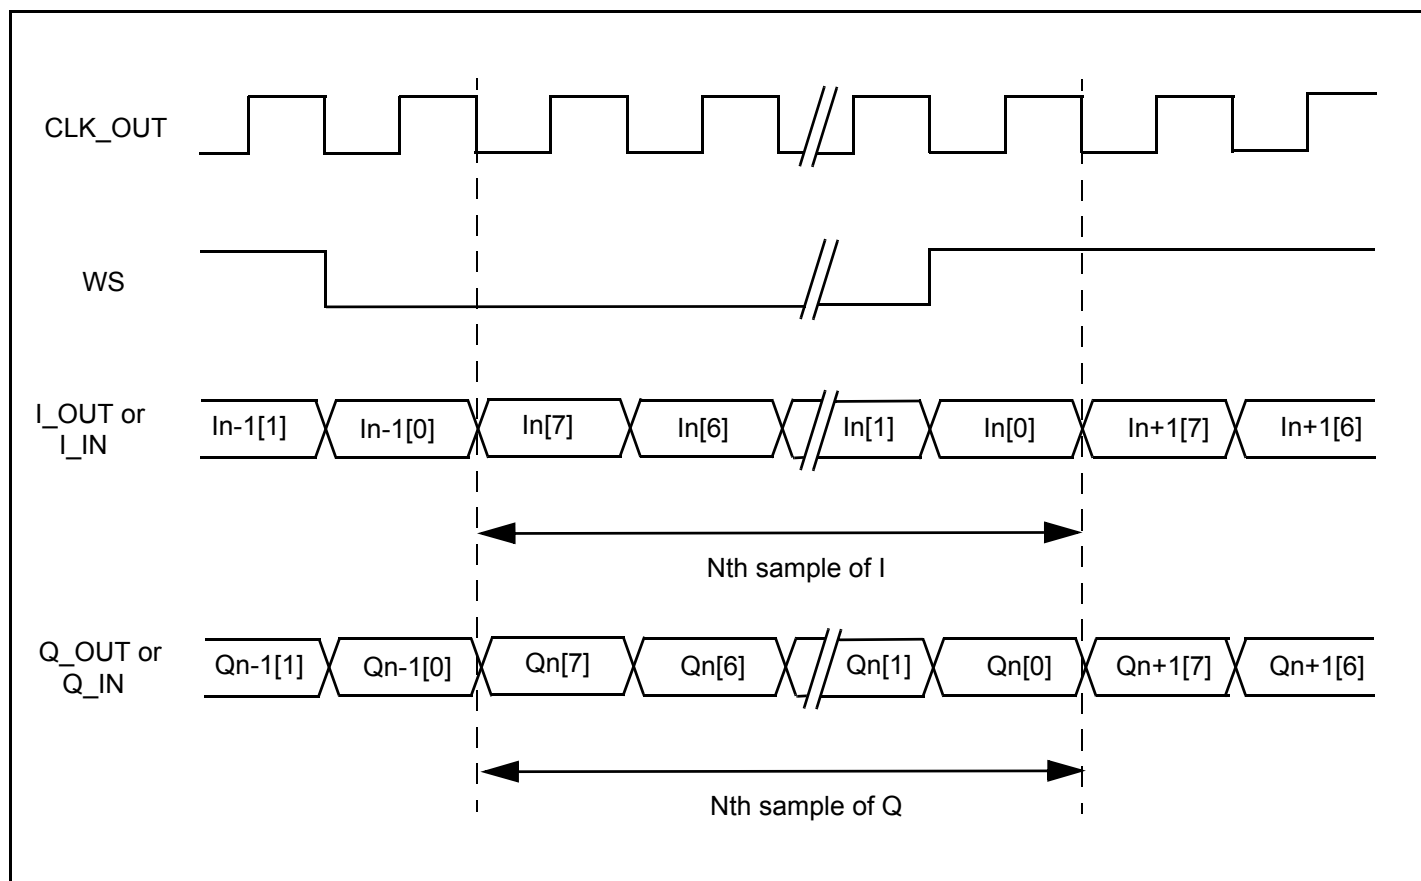 CLK_OUT
WS
I_OUT or
I_IN
In-1[1] In-1[0] In[7] In[6] In[1] In[0] In+1[7] In+1[6]
Nth sample of I
Q_OUT or
Q_IN
Qn-1[1] Qn-1[0] Qn[7] Qn[6] Qn[1] Qn[0] Qn+1[7] Qn+1[6]
Nth sample of Q